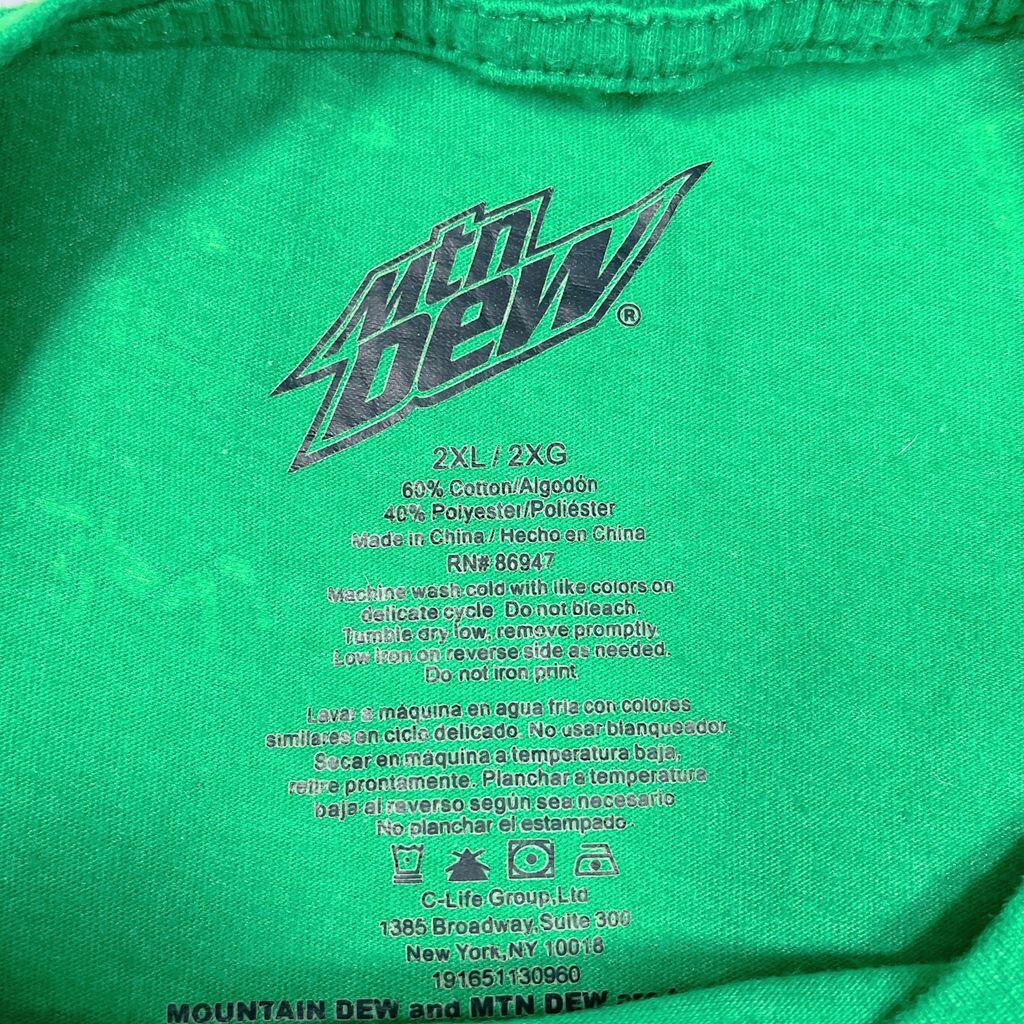 Mtn
Dew
®
2XL / 2XG
60% Cotton/Algodón
40% Polyester/Poliéster
Made in China / Hecho en China
RN# 86947
Machine wash cold with like colors on
delicate cycle. Do not bleach.
Tumble dry low, remove promptly.
Low iron on reverse side as needed.
Do not iron print.
Lavar a máquina en agua fria con colores
similares en ciclo delicado. No usar blanqueador.
Secar en máquina a temperatura baja,
retire prontamente. Planchar a temperatura
baja al reverso según sea necesario
No planchar el estampado.
C-Life Group,Ltd
1385 Broadway,Suite 300
New York,NY 10018
191651130960
MOUNTAIN DEW and MTN DEW are